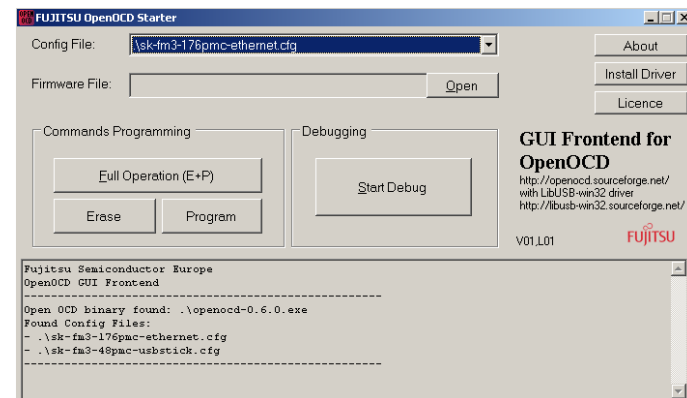 FUJITSU OpenOCD Starter
Config File:
\sk-fm3-176pmc-ethernet.cfg
About
Firmware File:
Open
Install Driver
Licence
Commands Programming
Full Operation (E+P)
Erase
Program
Debugging
Start Debug
GUI Frontend for
OpenOCD
http://openocd.sourceforge.net/
with LibUSB-win32 driver
http://libusb-win32.sourceforge.net/
V01,L01
FUJITSU
Fujitsu Semiconductor Europe
OpenOCD GUI Frontend
----------------------------------------------------
Open OCD binary found: .\openocd-0.6.0.exe
Found Config Files:
- .\sk-fm3-176pmc-ethernet.cfg
- .\sk-fm3-48pmc-usbstick.cfg
----------------------------------------------------